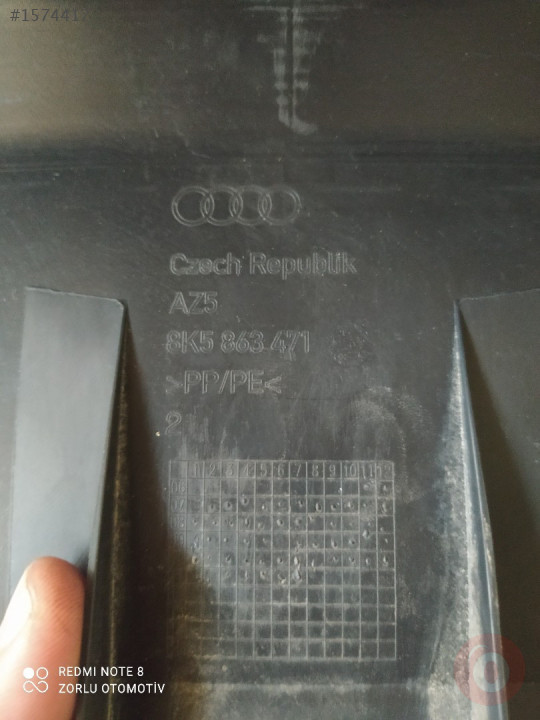 #1574417
Czech Republik
AZ5
8K5 863 471
>PP/PE<
2
1 2 3 4 5 6 7 8 9 10 11 12
REDMI NOTE 8
ZORLU OTOMOTİV